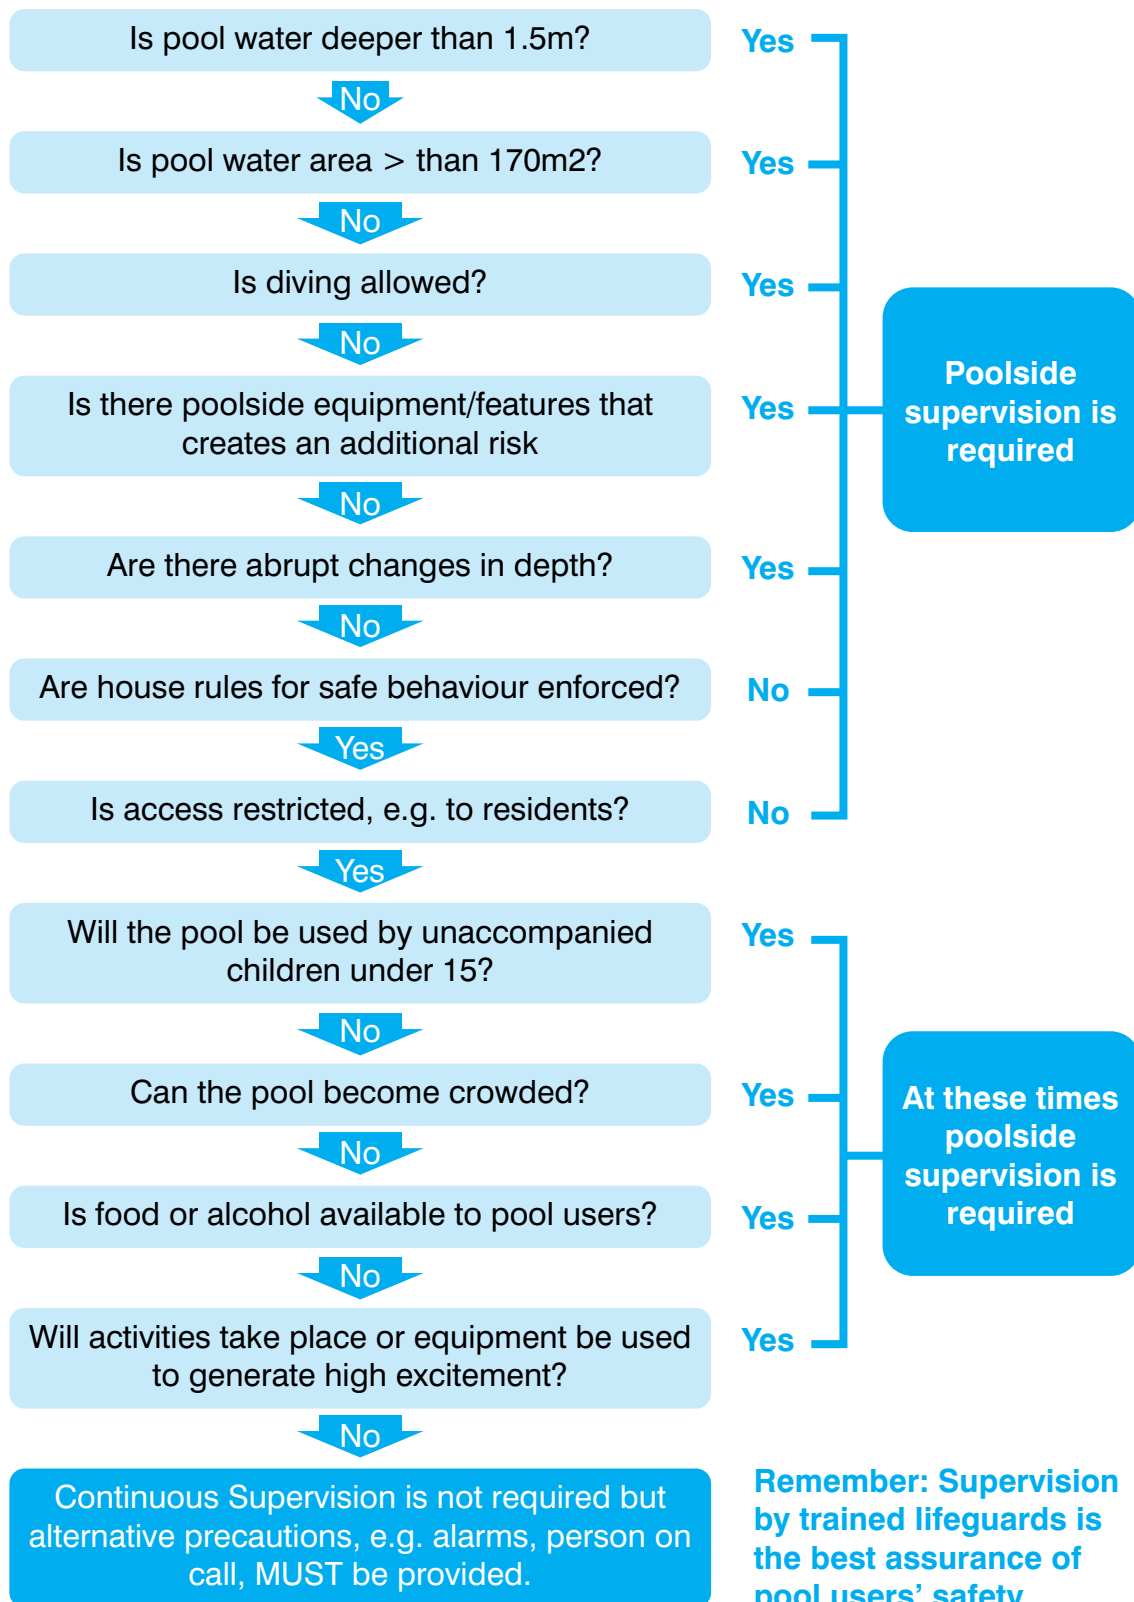 Is pool water deeper than 1.5m?
Yes
No
Is pool water area > than 170m2?
Yes
No
Is diving allowed?
Yes
No
Is there poolside equipment/features that
creates an additional risk
Yes
No
Are there abrupt changes in depth?
Yes
No
Are house rules for safe behaviour enforced?
No
Yes
Is access restricted, e.g. to residents?
No
Yes
Poolside
supervision is
required
Will the pool be used by unaccompanied
children under 15?
Yes
No
Can the pool become crowded?
Yes
No
Is food or alcohol available to pool users?
Yes
No
Will activities take place or equipment be used
to generate high excitement?
Yes
No
At these times
poolside
supervision is
required
Continuous Supervision is not required but
alternative precautions, e.g. alarms, person on
call, MUST be provided.
Remember: Supervision
by trained lifeguards is
the best assurance of
pool users’ safety